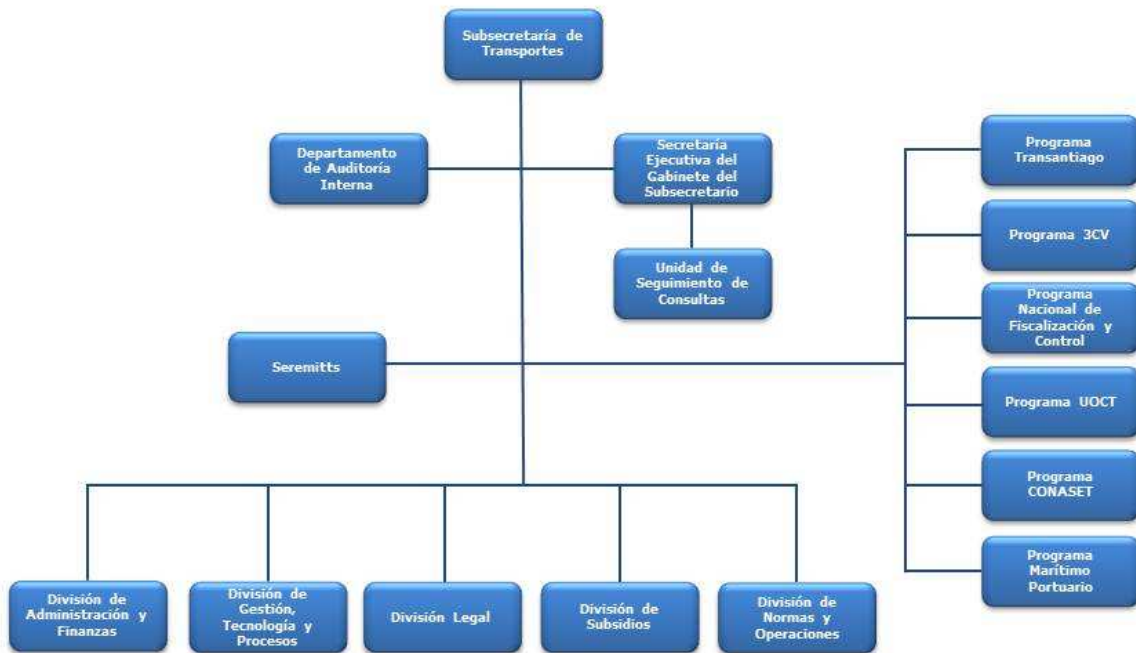 Subsecretaría de
Transportes
Departamento
de Auditoría
Interna
Secretaría
Ejecutiva del
Gabinete del
Subsecretario
Unidad de
Seguimiento de
Consultas
Seremitts
Programa
Transantiago
Programa 3CV
Programa
Nacional de
Fiscalización y
Control
Programa UOCT
Programa
CONASET
Programa
Marítimo
Portuario
División de
Administración y
Finanzas
División de
Gestión,
Tecnología y
Procesos
División Legal
División de
Subsidios
División de
Normas y
Operaciones